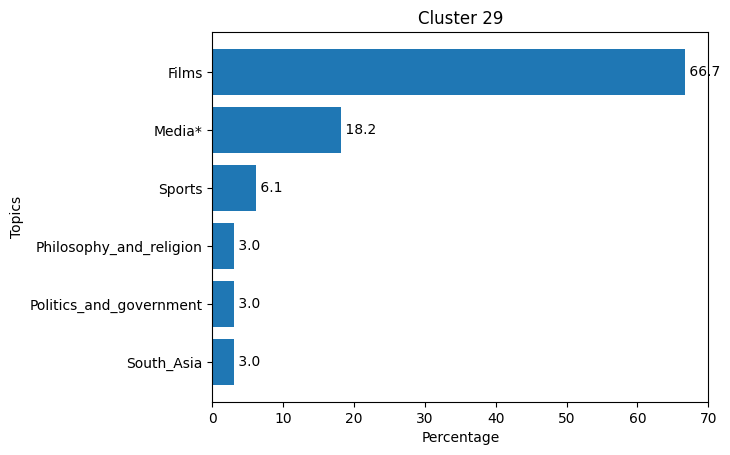 Cluster 29
Topics
Films 66.7
Media* 18.2
Sports 6.1
Philosophy_and_religion 3.0
Politics_and_government 3.0
South_Asia 3.0
0 10 20 30 40 50 60 70
Percentage